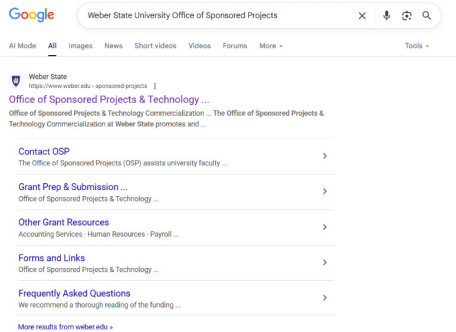 Google
Weber State University Office of Sponsored Projects
AI Mode All Images News Short videos Videos Forums More Tools
Weber State
https://www.weber.edu › sponsored-projects
Office of Sponsored Projects & Technology ...
Office of Sponsored Projects & Technology Commercialization ... The Office of Sponsored Projects &
Technology Commercialization at Weber State promotes and ...
Contact OSP
The Office of Sponsored Projects (OSP) assists university faculty ...
Grant Prep & Submission ...
Office of Sponsored Projects & Technology ...
Other Grant Resources
Accounting Services · Human Resources · Payroll ...
Forms and Links
Office of Sponsored Projects & Technology ...
Frequently Asked Questions
We recommend a thorough reading of the funding ...
More results from weber.edu »